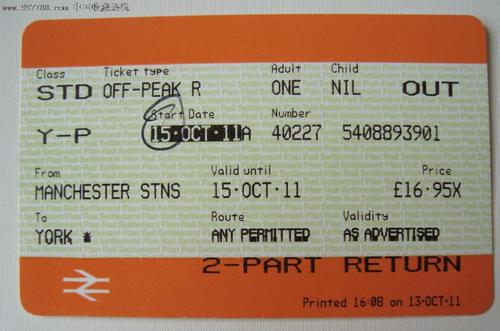 www.997788.com 中国收藏热线
Class Ticket type Adult Child
STD OFF-PEAK R ONE NIL OUT
Start Date Number
Y-P 15·OCT·11A 40227 5408893901
From Valid until Price
MANCHESTER STNS 15·OCT·11 £16·95X
To Route Validity
YORK * ANY PERMITTED AS ADVERTISED
2-PART RETURN
Printed 16:08 on 13·OCT·11